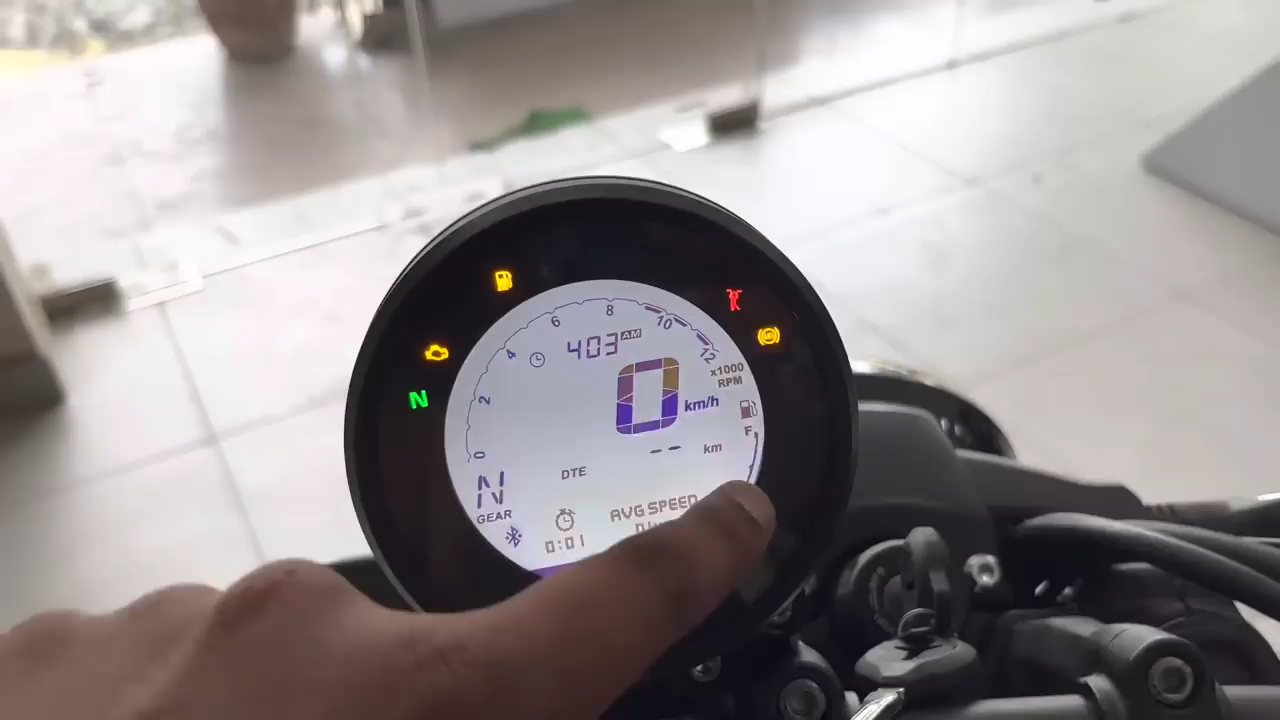 8
6
10
4
403 AM
12
x1000
RPM
2
0 km/h
F
0
-- km
N
DTE
GEAR
AVG SPEED
0:01
N